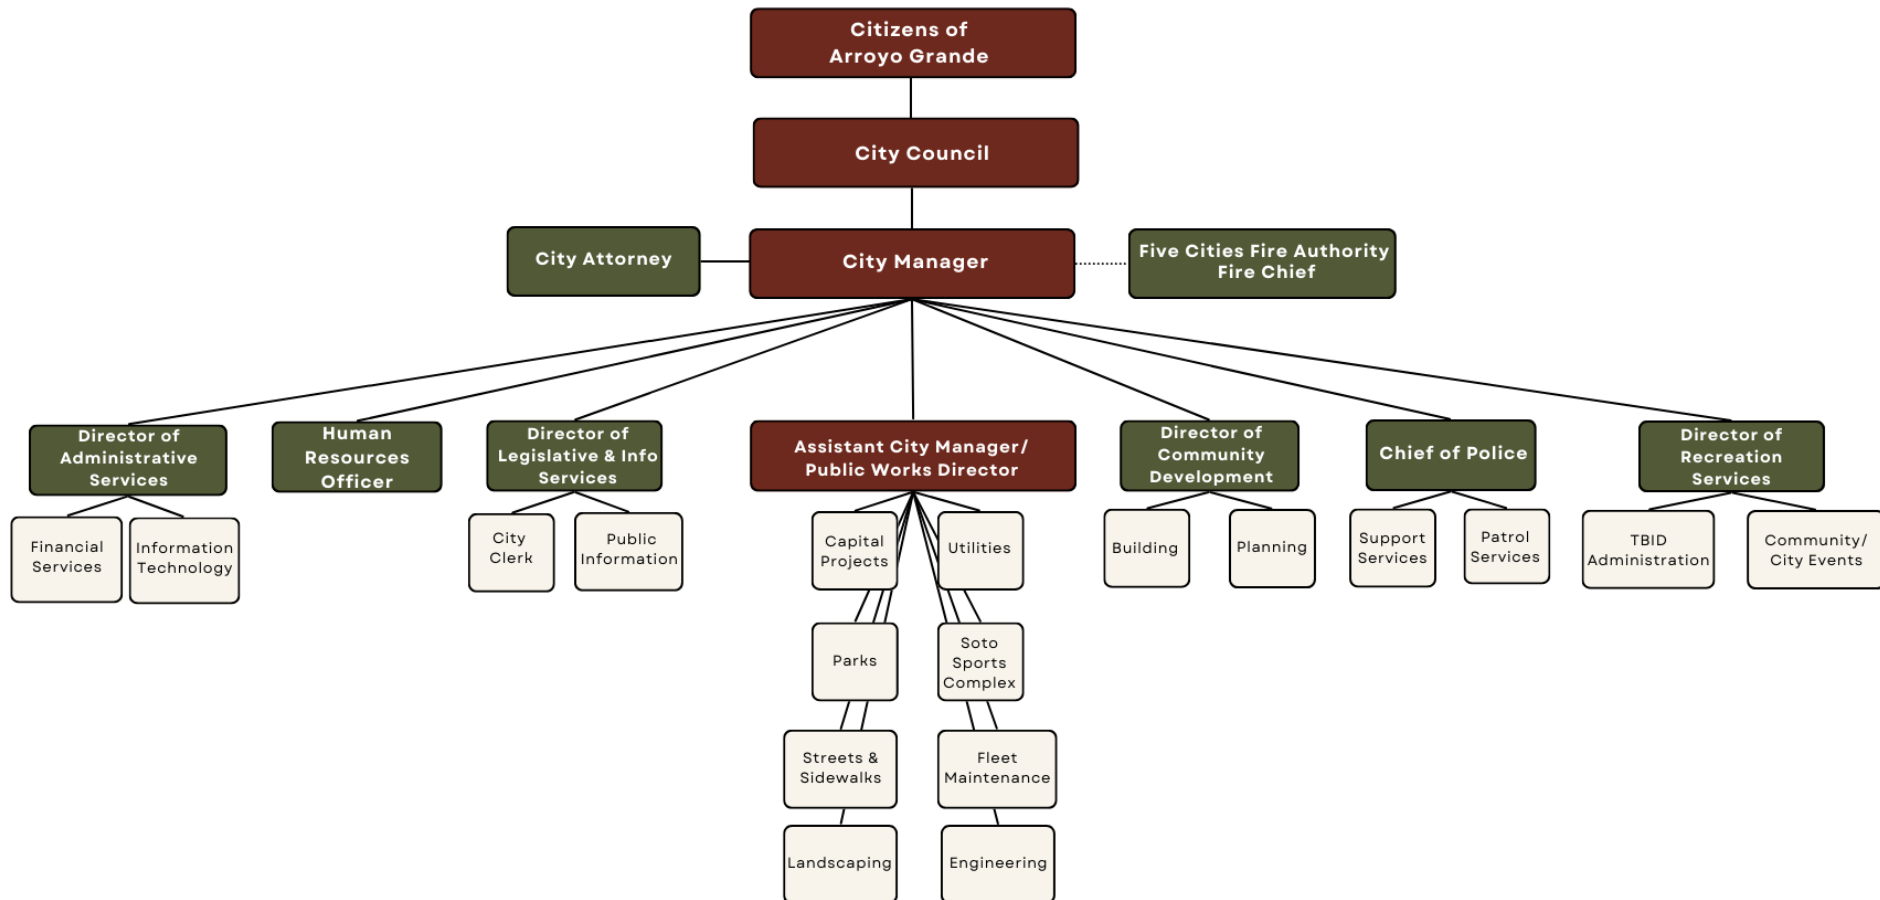 Citizens of
Arroyo Grande
City Council
City Attorney
City Manager
Five Cities Fire Authority
Fire Chief
Director of
Administrative
Services
Human
Resources
Officer
Director of
Legislative & Info
Services
Assistant City Manager/
Public Works Director
Director of
Community
Development
Chief of Police
Director of
Recreation
Services
Financial
Services
Information
Technology
City
Clerk
Public
Information
Capital
Projects
Utilities
Building
Planning
Support
Services
Patrol
Services
TBID
Administration
Community/
City Events
Parks
Soto
Sports
Complex
Streets &
Sidewalks
Fleet
Maintenance
Landscaping
Engineering